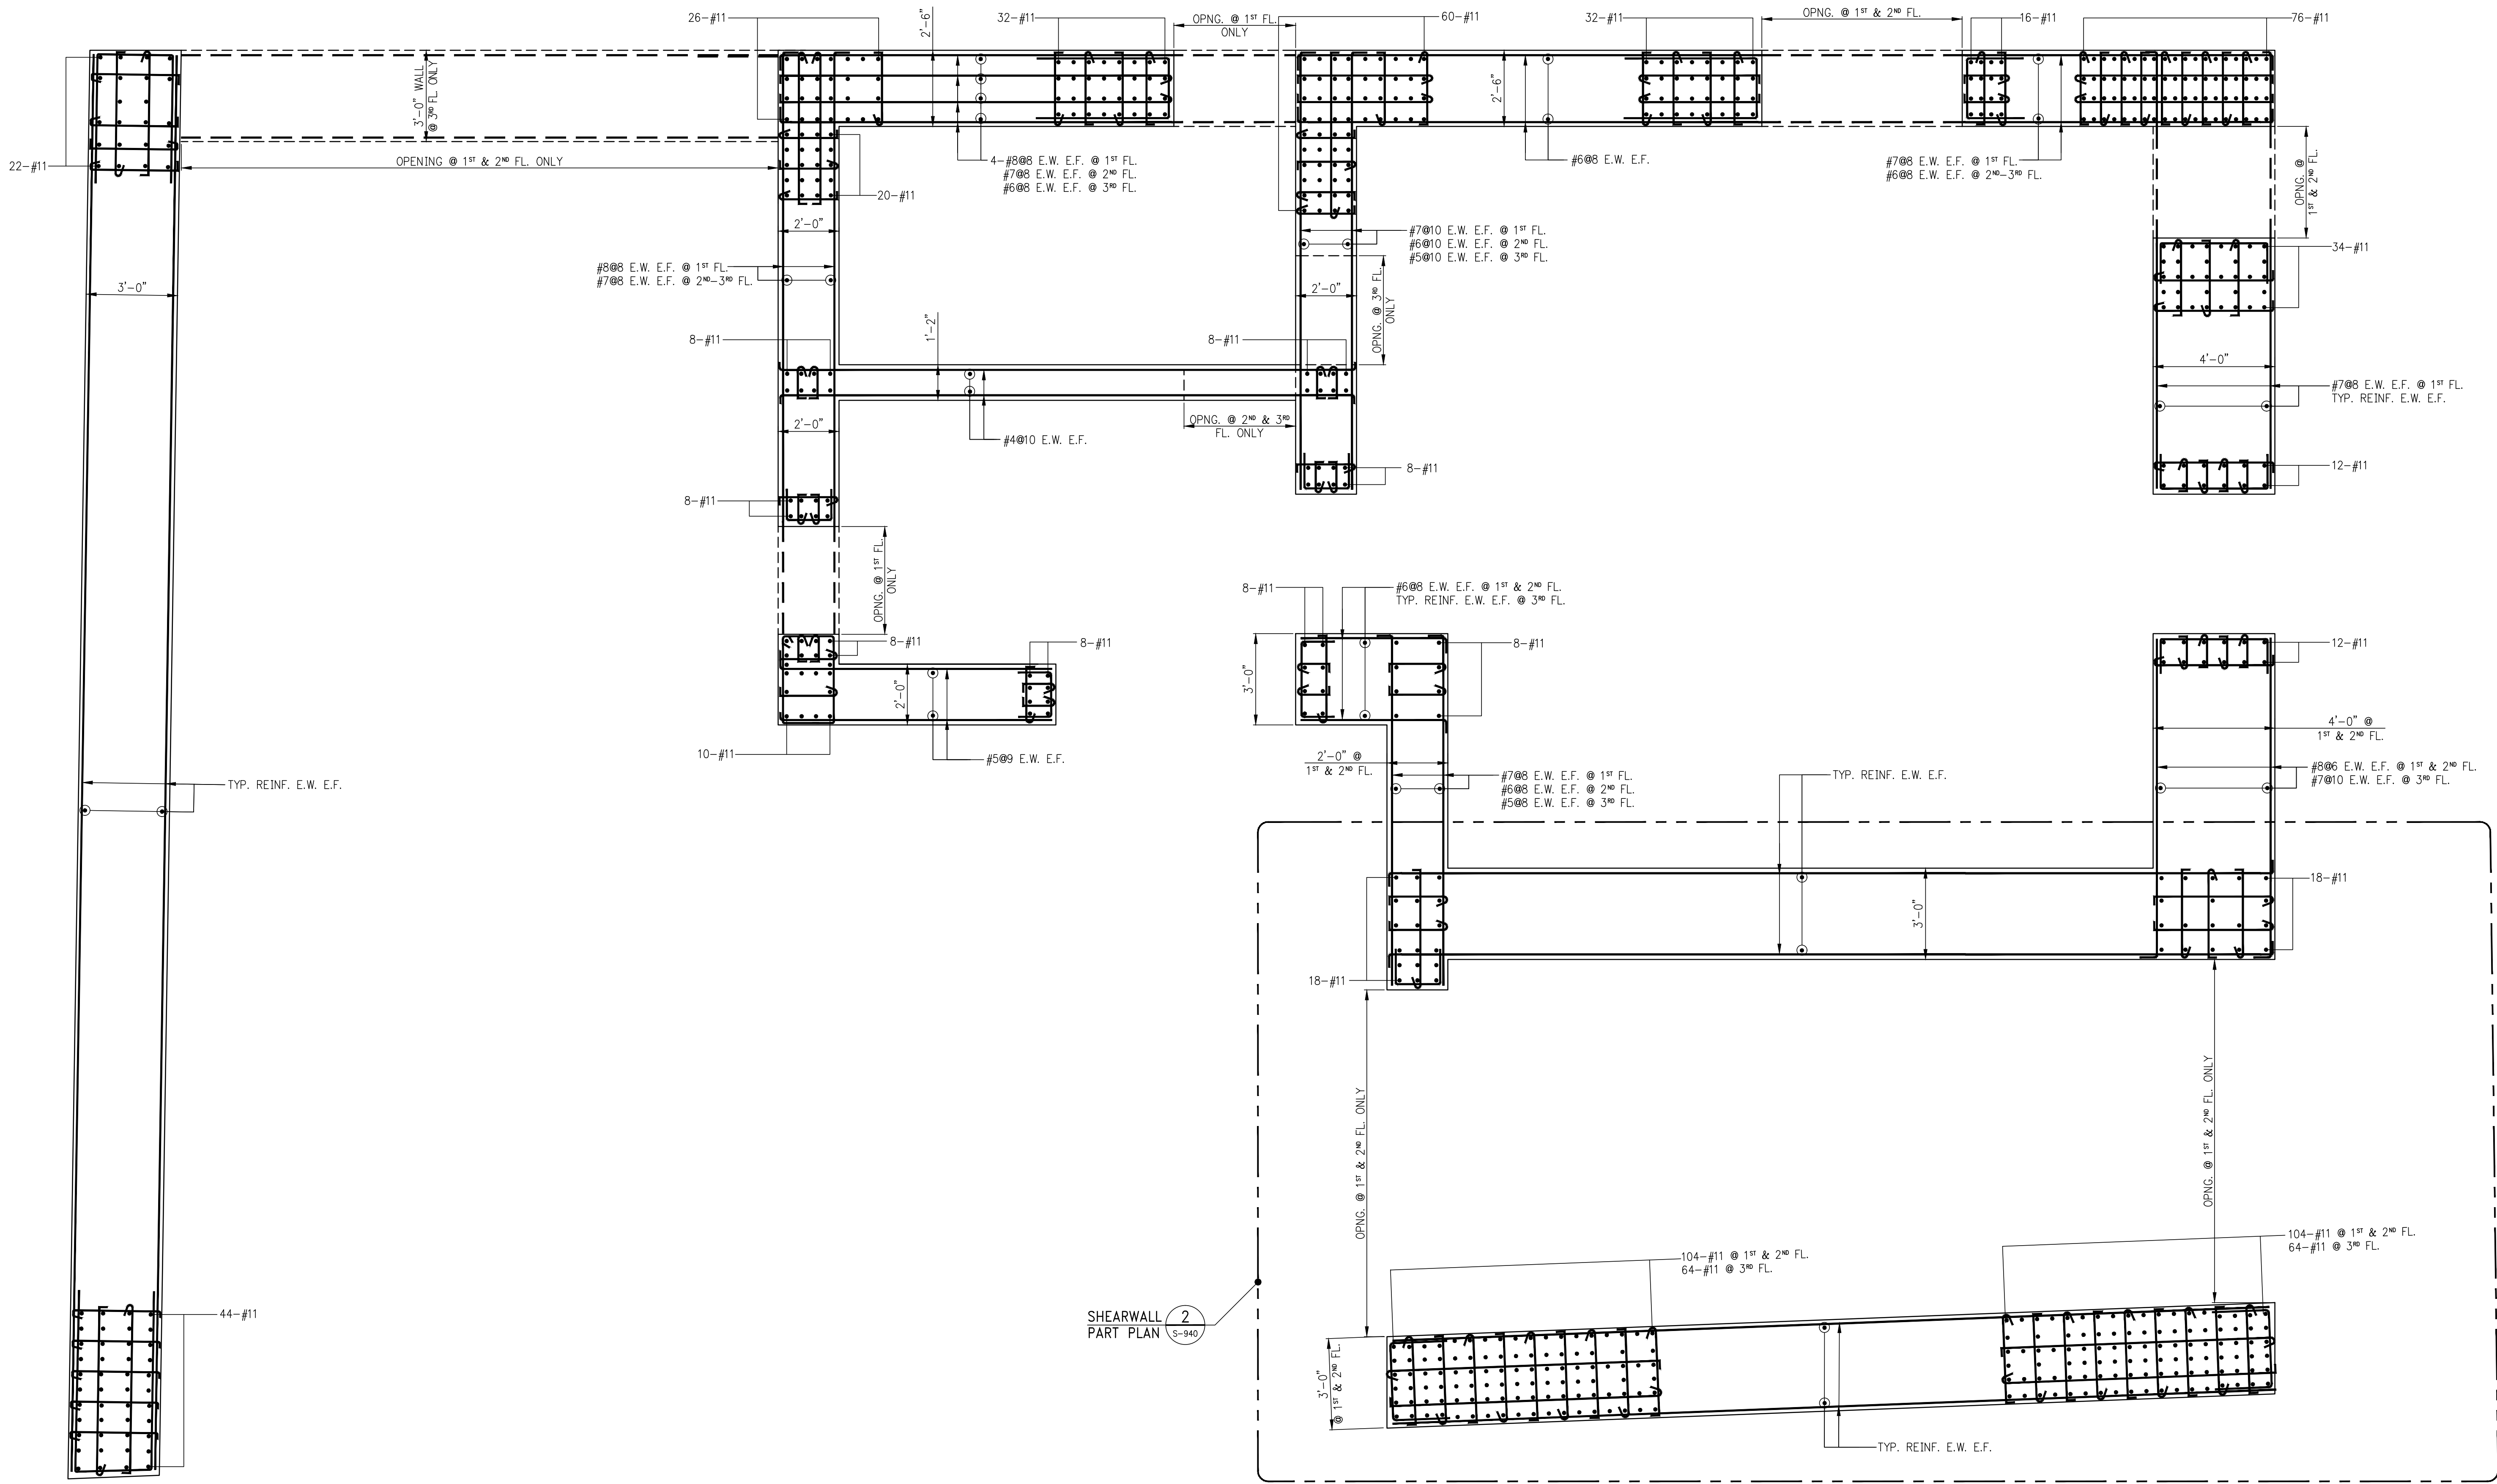 26-#11
2'-6"
32-#11
OPNG. @ 1ST FL.
ONLY
60-#11
32-#11
OPNG. @ 1ST & 2ND FL.
16-#11
76-#11
22-#11
3'-0" WALL
@ 3RD FL ONLY
OPENING @ 1ST & 2ND FL. ONLY
4-#8@8 E.W. E.F. @ 1ST FL.
#7@8 E.W. E.F. @ 2ND FL.
#6@8 E.W. E.F. @ 3RD FL.
20-#11
2'-6"
#6@8 E.W. E.F.
#7@8 E.W. E.F. @ 1ST FL.
#6@8 E.W. E.F. @ 2ND-3RD FL.
OPNG. @
1ST & 2ND FL.
2'-0"
#7@10 E.W. E.F. @ 1ST FL.
#6@10 E.W. E.F. @ 2ND FL.
#5@10 E.W. E.F. @ 3RD FL.
34-#11
#8@8 E.W. E.F. @ 1ST FL.
#7@8 E.W. E.F. @ 2ND-3RD FL.
3'-0"
2'-0"
OPNG. @ 3RD FL.
ONLY
8-#11
1'-2"
8-#11
4'-0"
#7@8 E.W. E.F. @ 1ST FL.
TYP. REINF. E.W. E.F.
2'-0"
OPNG. @ 2ND & 3RD
FL. ONLY
#4@10 E.W. E.F.
8-#11
12-#11
8-#11
OPNG. @ 1ST FL.
ONLY
8-#11
#6@8 E.W. E.F. @ 1ST & 2ND FL.
TYP. REINF. E.W. E.F. @ 3RD FL.
8-#11
8-#11
8-#11
12-#11
3'-0"
2'-0"
10-#11
#5@9 E.W. E.F.
4'-0" @
1ST & 2ND FL.
2'-0" @
1ST & 2ND FL.
#7@8 E.W. E.F. @ 1ST FL.
#6@8 E.W. E.F. @ 2ND FL.
#5@8 E.W. E.F. @ 3RD FL.
TYP. REINF. E.W. E.F.
#8@6 E.W. E.F. @ 1ST & 2ND FL.
#7@10 E.W. E.F. @ 3RD FL.
TYP. REINF. E.W. E.F.
18-#11
3'-0"
18-#11
OPNG. @ 1ST & 2ND FL. ONLY
OPNG. @ 1ST & 2ND FL. ONLY
104-#11 @ 1ST & 2ND FL.
64-#11 @ 3RD FL.
104-#11 @ 1ST & 2ND FL.
64-#11 @ 3RD FL.
44-#11
SHEARWALL
PART PLAN
2
S-940
3'-0"
@ 1ST & 2ND FL.
TYP. REINF. E.W. E.F.